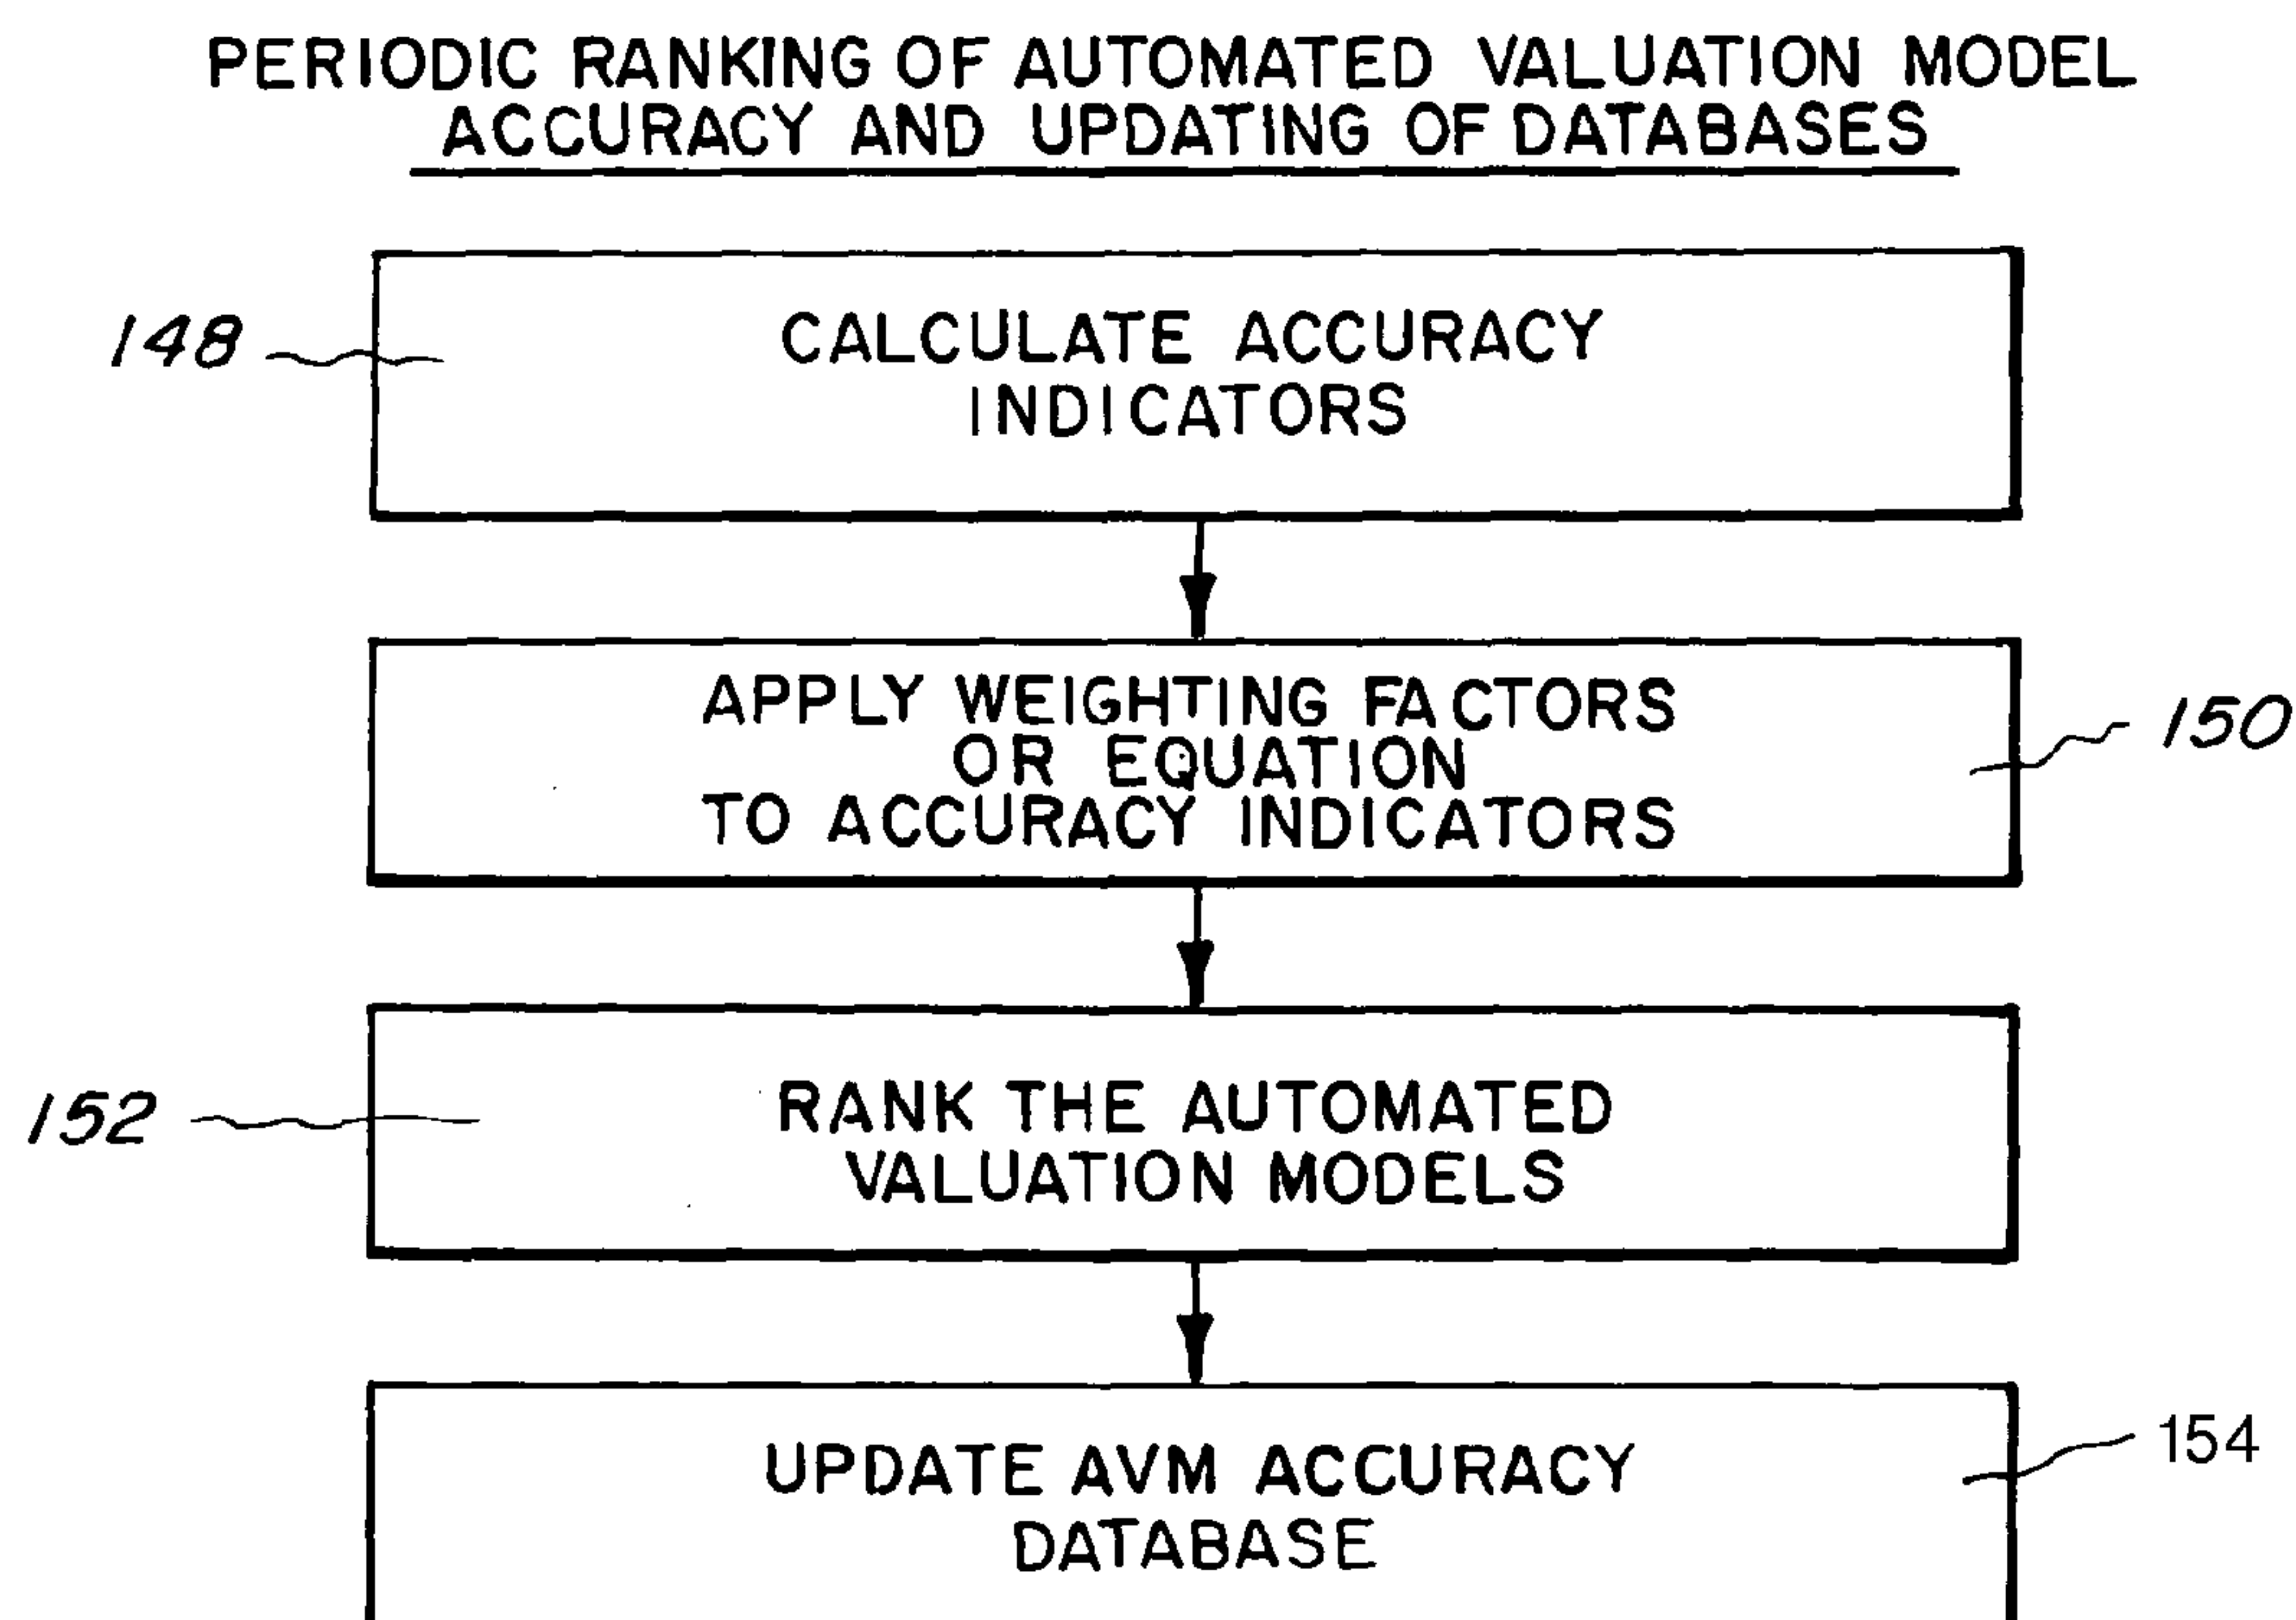 PERIODIC RANKING OF AUTOMATED VALUATION MODEL
ACCURACY AND UPDATING OF DATABASES
148
CALCULATE ACCURACY
INDICATORS
APPLY WEIGHTING FACTORS
OR EQUATION
TO ACCURACY INDICATORS
150
152
RANK THE AUTOMATED
VALUATION MODELS
UPDATE AVM ACCURACY
DATABASE
154